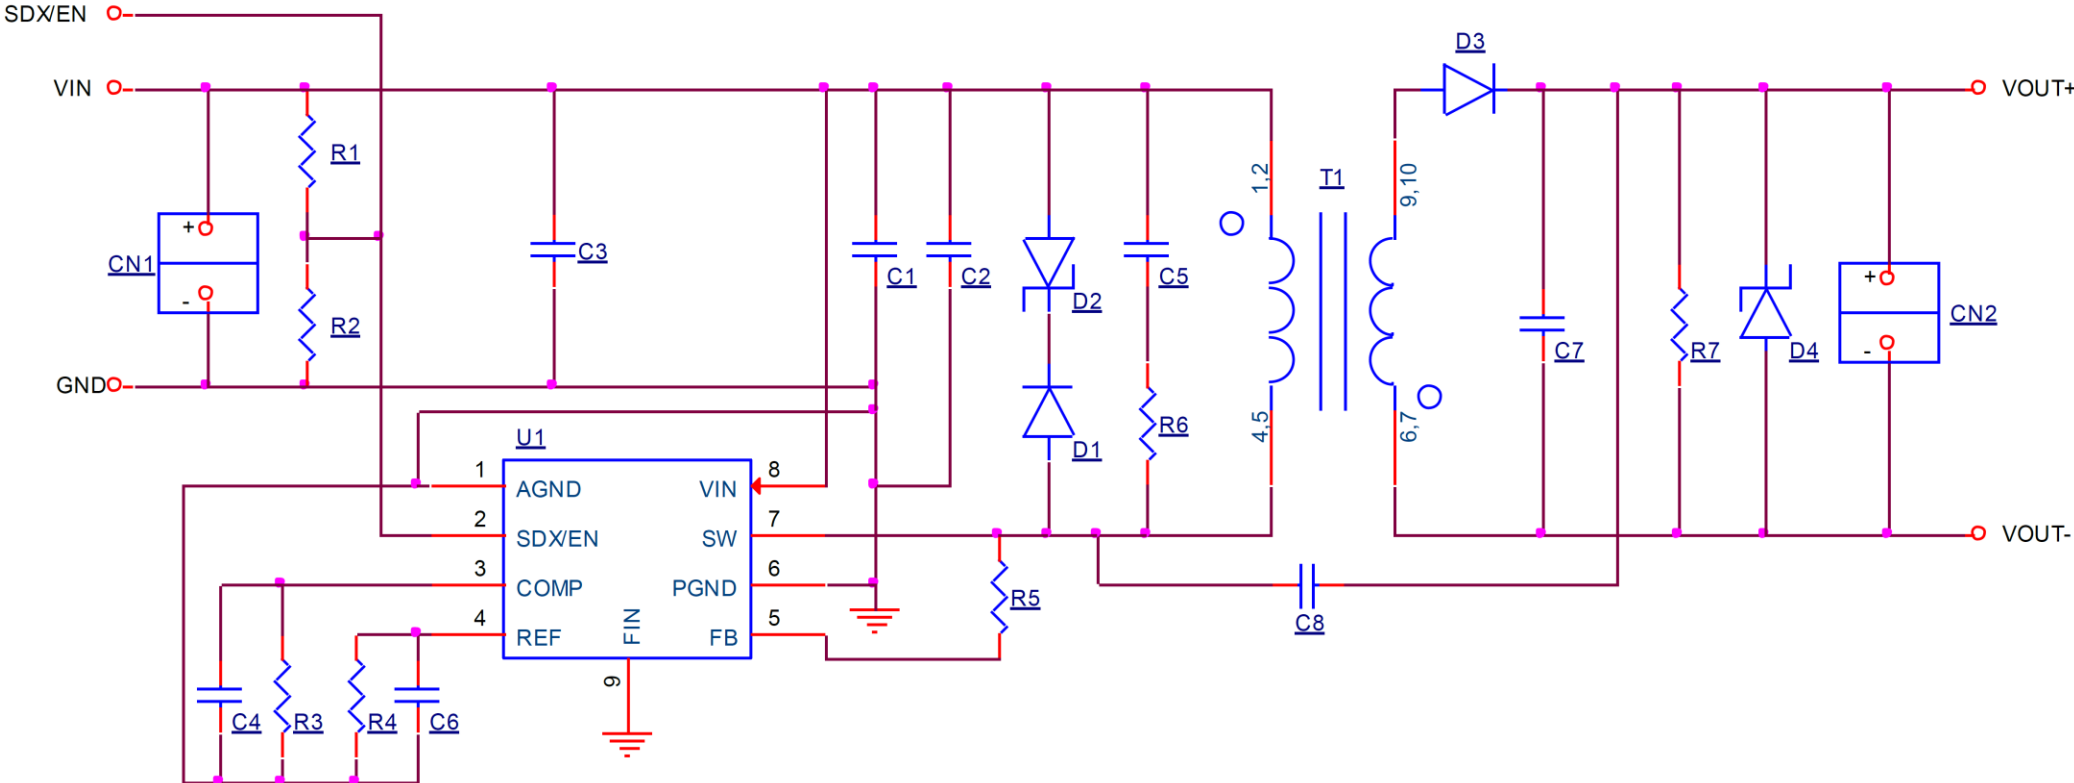 SDX/EN
D3
VIN
VOUT+
R1
1,2
T1
9,10
+
CN1
-
C3
C1
C2
D2
C5
+
CN2
-
R2
C7
R7
D4
GND
4,5
6,7
U1
R6
D1
1
AGND
VIN
8
2
SDX/EN
SW
7
VOUT-
3
COMP
PGND
6
R5
4
REF
FIN
FB
5
C8
9
C4
R3
R4
C6